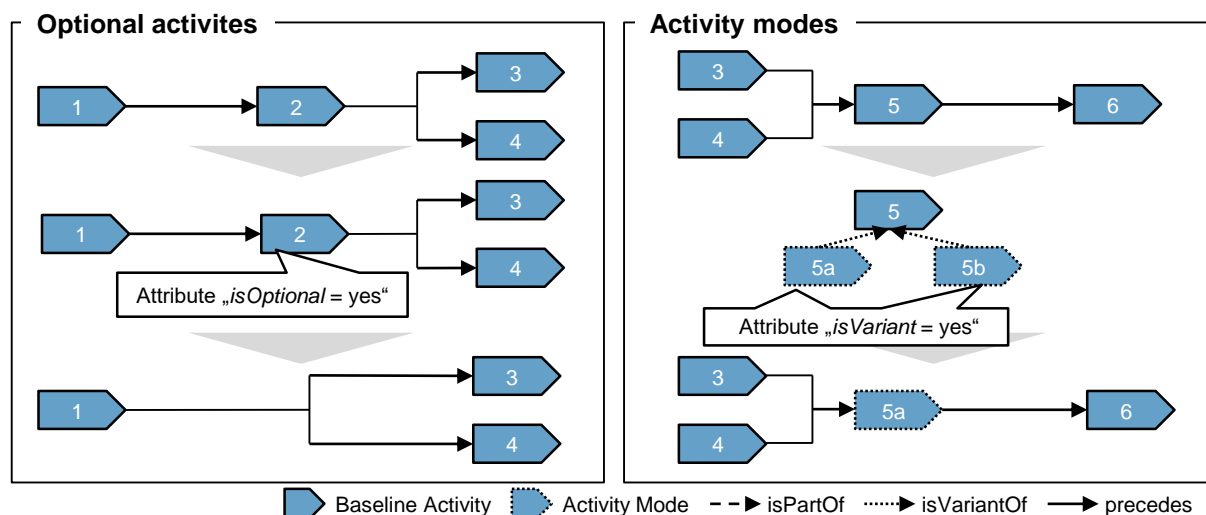 Optional activites
3
1
2
4
3
1
2
4
Attribute „isOptional = yes“
3
1
4
Activity modes
3
5
6
4
5
5a
5b
Attribute „isVariant = yes“
3
5a
6
4
Baseline Activity
Activity Mode
isPartOf
isVariantOf
precedes